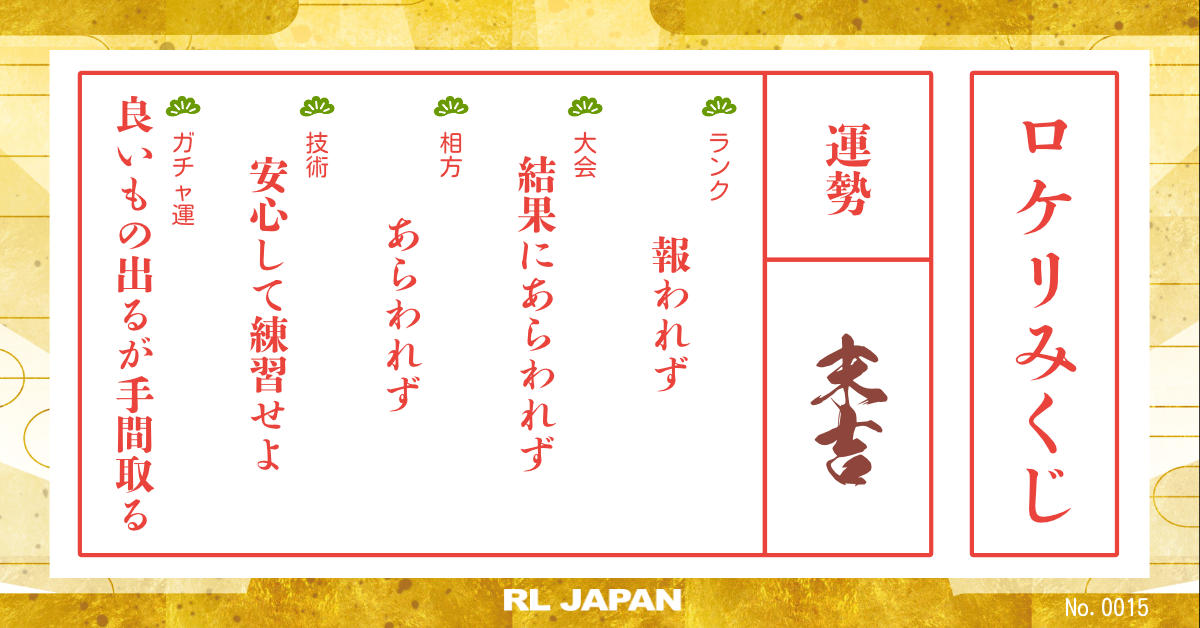 ロケリみくじ
運勢
末吉
ランク
報われず
大会
結果にあらわれず
相方
あらわれず
技術
安心して練習せよ
ガチャ運
良いもの出るが手間取る
RL JAPAN
No. 0015